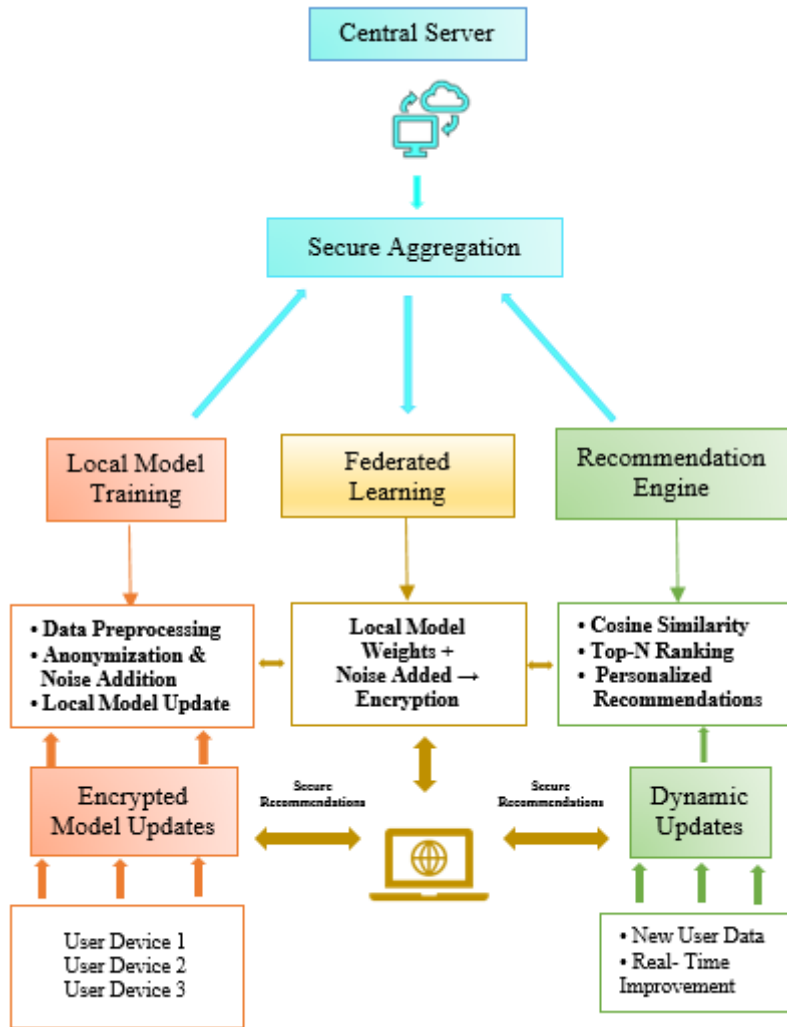 Central Server
Secure Aggregation
Local Model
Training
Federated
Learning
Recommendation
Engine
• Data Preprocessing
• Anonymization &
Noise Addition
• Local Model Update
Local Model
Weights +
Noise Added →
Encryption
• Cosine Similarity
• Top-N Ranking
• Personalized
Recommendations
Encrypted
Model Updates
Secure
Recommendations
Secure
Recommendations
Dynamic
Updates
User Device 1
User Device 2
User Device 3
• New User Data
• Real- Time
Improvement